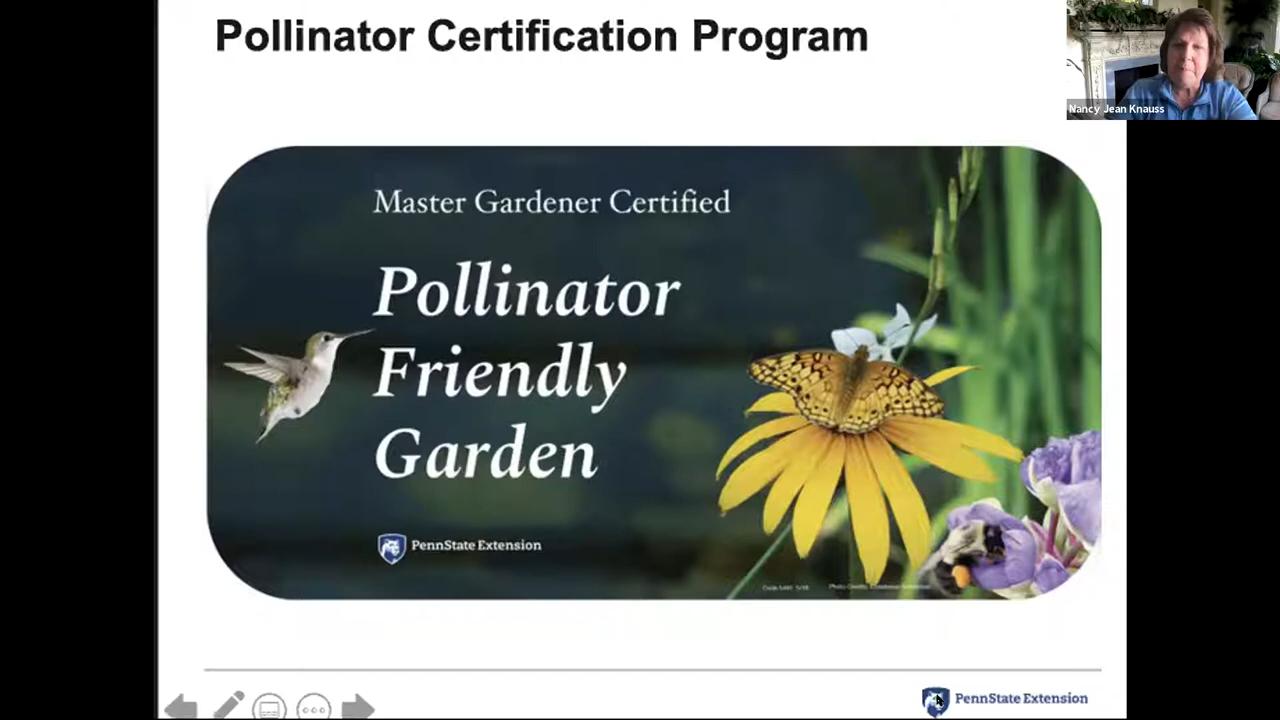 Pollinator Certification Program
Nancy Jean Knauss
Master Gardener Certified
Pollinator
Friendly
Garden
PennState Extension
PennState Extension